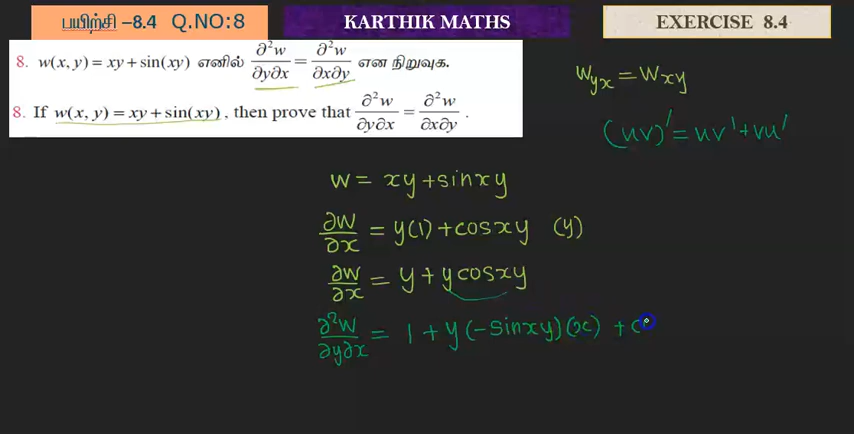 பயிற்சி –8.4 Q.NO:8
KARTHIK MATHS
EXERCISE 8.4
8. w(x, y) = xy + sin(xy) எனில் ∂²w/∂y∂x = ∂²w/∂x∂y என நிறுவுக.
8. If w(x, y) = xy + sin(xy), then prove that ∂²w/∂y∂x = ∂²w/∂x∂y .
Wyx = Wxy
(uv)' = uv' + vu'
W = xy + sinxy
∂W/∂x = y(1) + cosxy (y)
∂W/∂x = y + ycosxy
∂²W/∂y∂x = 1 + y(-sinxy)(x) + c